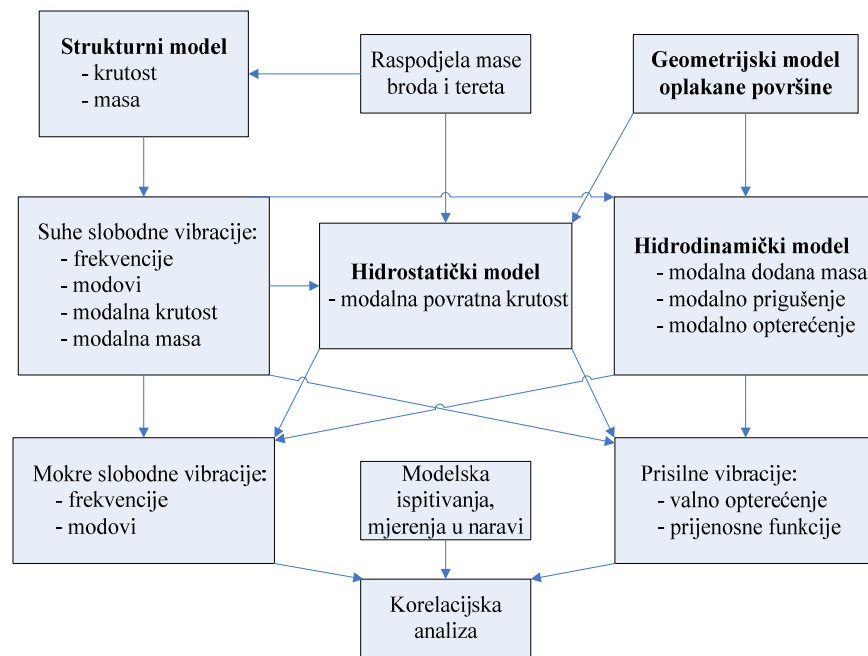 Strukturni model
- krutost
- masa
Raspodjela mase
broda i tereta
Geometrijski model
oplakane površine
Suhe slobodne vibracije:
- frekvencije
- modovi
- modalna krutost
- modalna masa
Hidrostatički model
- modalna povratna krutost
Hidrodinamički model
- modalna dodana masa
- modalno prigušenje
- modalno opterećenje
Mokre slobodne vibracije:
- frekvencije
- modovi
Modelska
ispitivanja,
mjerenja u naravi
Prisilne vibracije:
- valno opterećenje
- prijenosne funkcije
Korelacijska
analiza